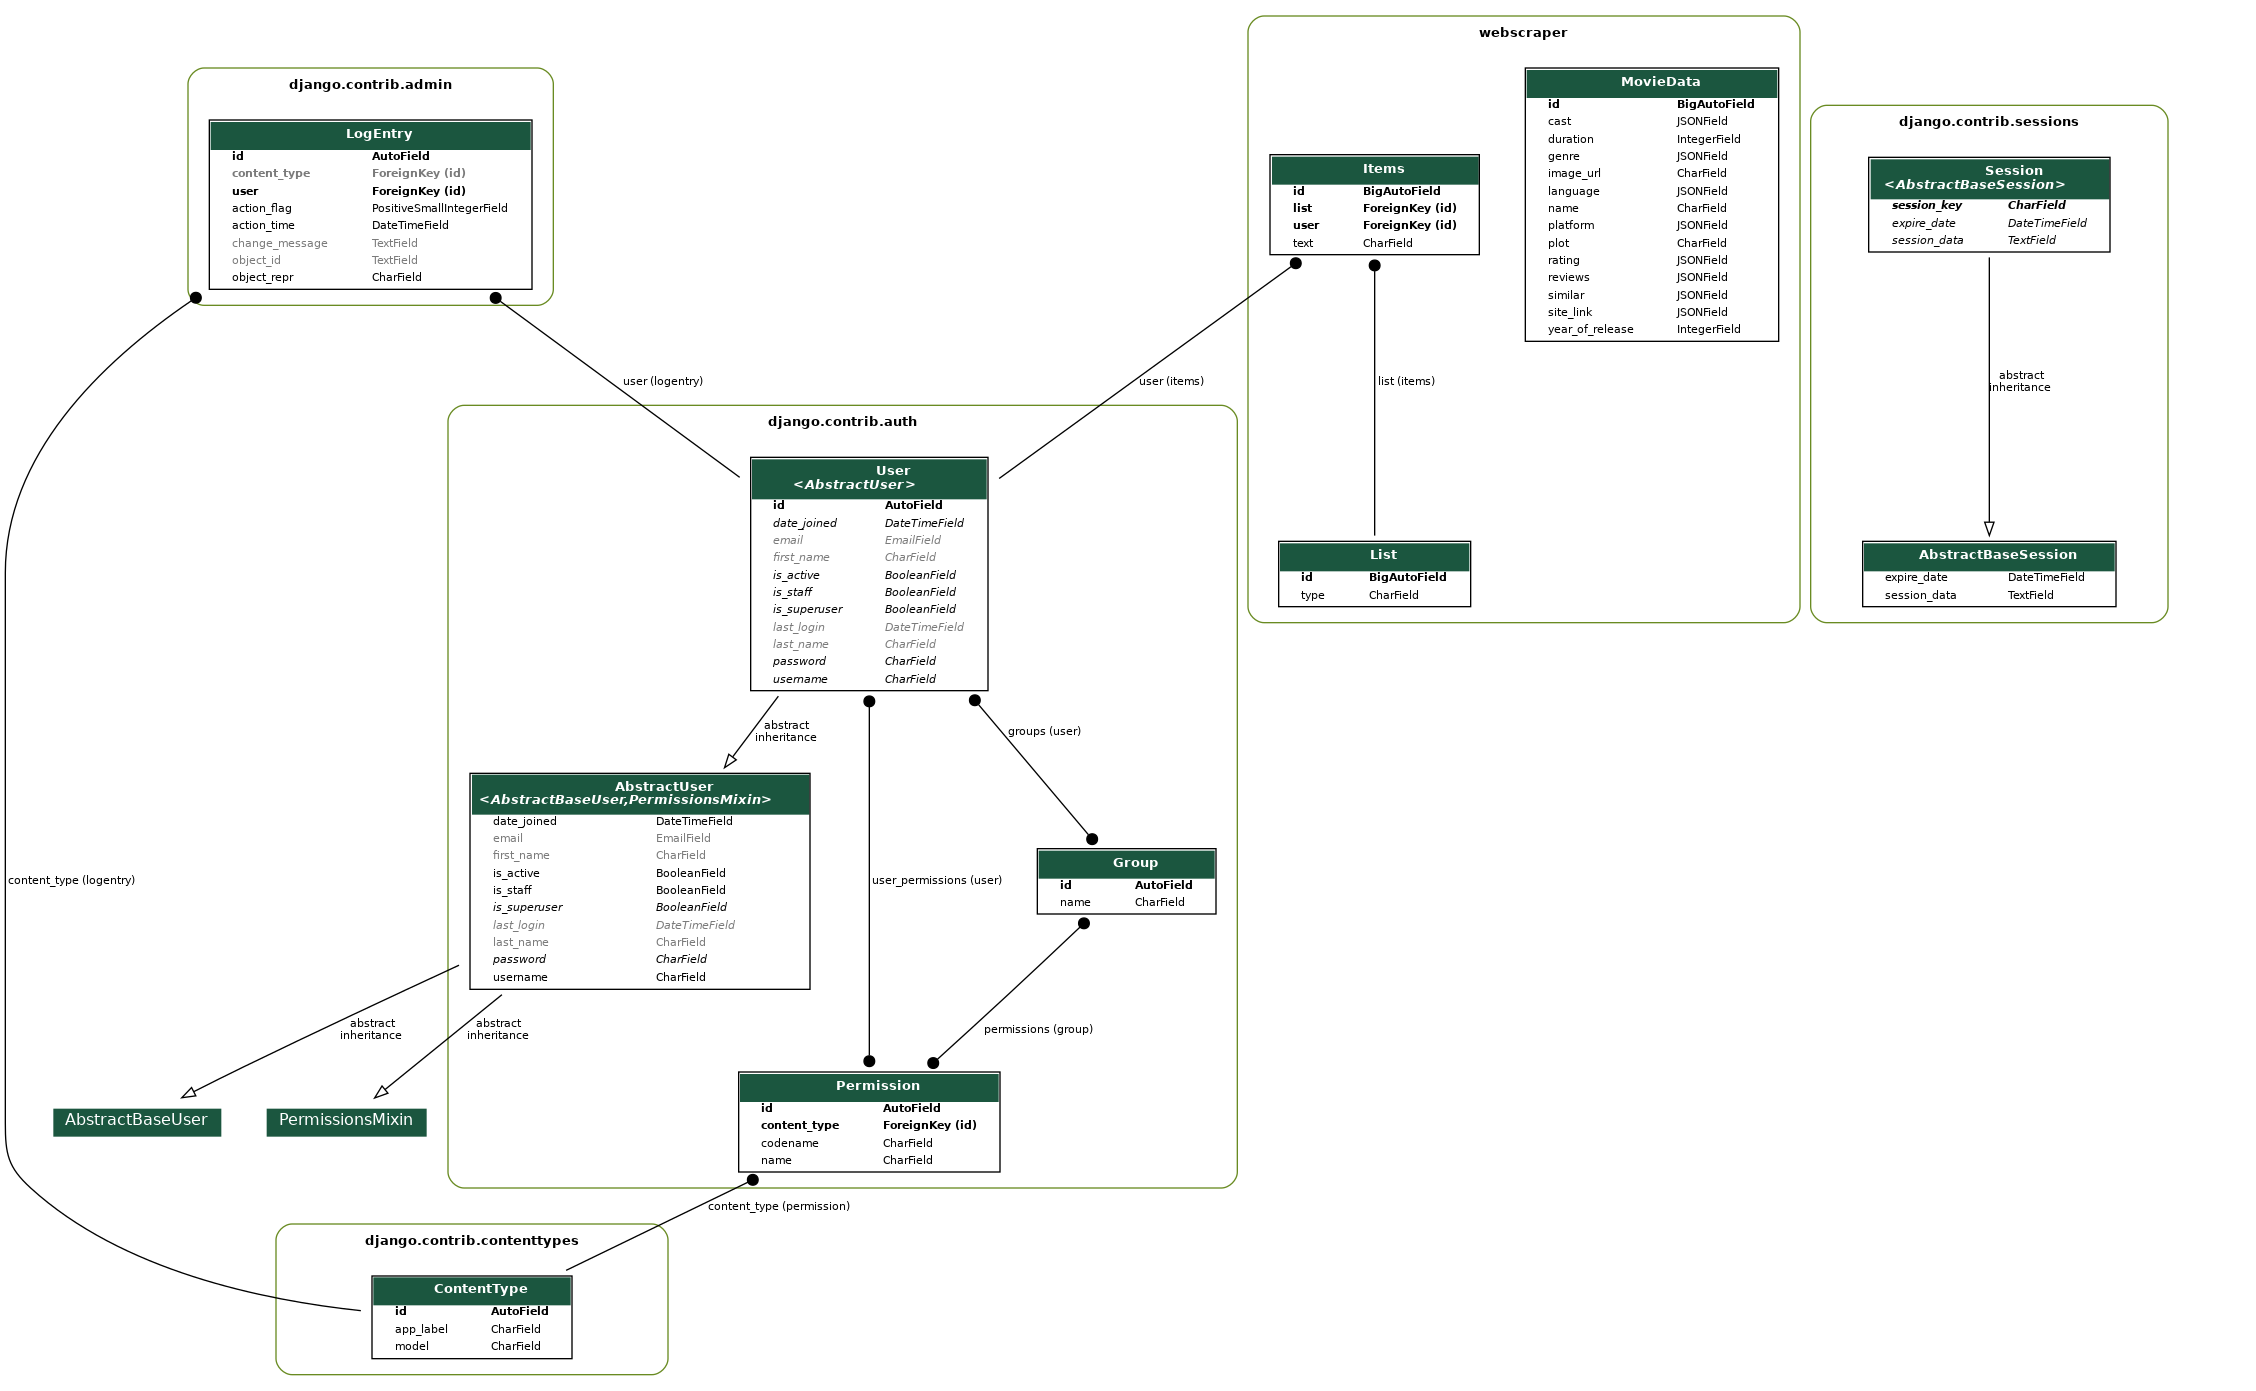 django.contrib.admin
LogEntry
id AutoField
content_type ForeignKey (id)
user ForeignKey (id)
action_flag PositiveSmallIntegerField
action_time DateTimeField
change_message TextField
object_id TextField
object_repr CharField
webscraper
Items
id BigAutoField
list ForeignKey (id)
user ForeignKey (id)
text CharField
MovieData
id BigAutoField
cast JSONField
duration IntegerField
genre JSONField
image_url CharField
language JSONField
name CharField
platform JSONField
plot CharField
rating JSONField
reviews JSONField
similar JSONField
site_link JSONField
year_of_release IntegerField
django.contrib.sessions
Session
<AbstractBaseSession>
session_key CharField
expire_date DateTimeField
session_data TextField
user (logentry)
user (items)
list (items)
abstract
inheritance
List
id BigAutoField
type CharField
AbstractBaseSession
expire_date DateTimeField
session_data TextField
django.contrib.auth
User
<AbstractUser>
id AutoField
date_joined DateTimeField
email EmailField
first_name CharField
is_active BooleanField
is_staff BooleanField
is_superuser BooleanField
last_login DateTimeField
last_name CharField
password CharField
username CharField
abstract
inheritance
groups (user)
AbstractUser
<AbstractBaseUser,PermissionsMixin>
date_joined DateTimeField
email EmailField
first_name CharField
is_active BooleanField
is_staff BooleanField
is_superuser BooleanField
last_login DateTimeField
last_name CharField
password CharField
username CharField
content_type (logentry)
user_permissions (user)
Group
id AutoField
name CharField
abstract
inheritance
abstract
inheritance
permissions (group)
AbstractBaseUser
PermissionsMixin
Permission
id AutoField
content_type ForeignKey (id)
codename CharField
name CharField
content_type (permission)
django.contrib.contenttypes
ContentType
id AutoField
app_label CharField
model CharField